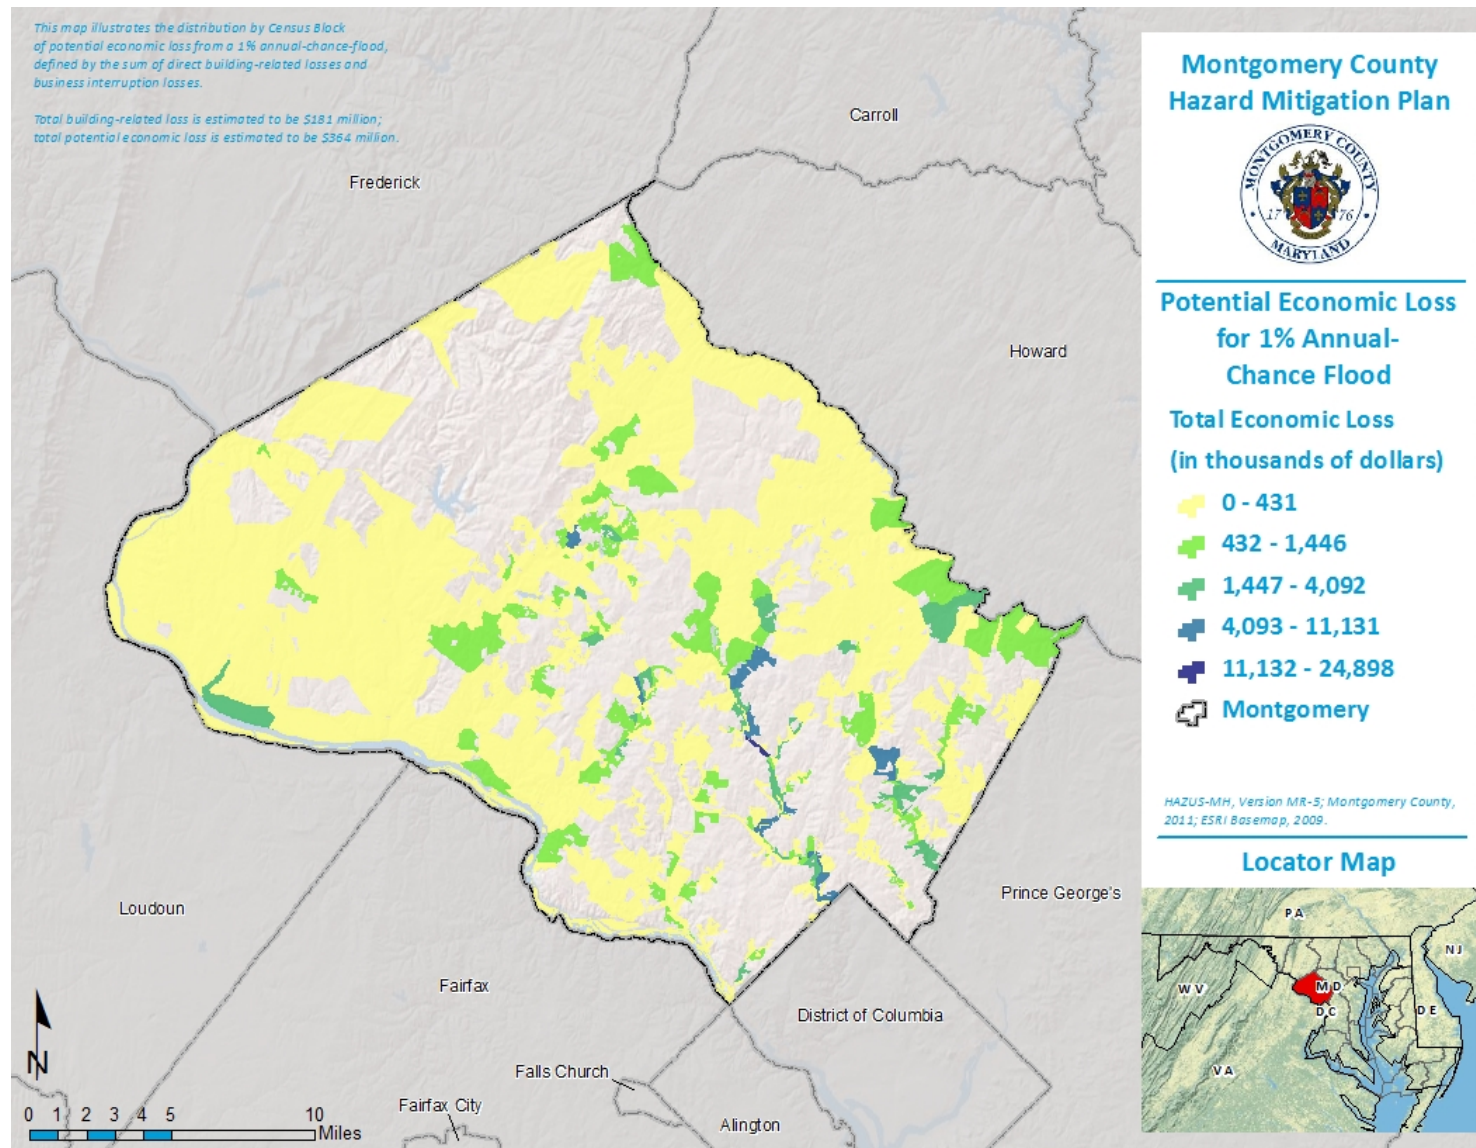 This map illustrates the distribution by Census Block
of potential economic loss from a 1% annual-chance-flood,
defined by the sum of direct building-related losses and
business interruption losses.
Total building-related loss is estimated to be $181 million;
total potential economic loss is estimated to be $364 million.
Carroll
Frederick
Howard
Loudoun
Prince George's
Fairfax
District of Columbia
Falls Church
Fairfax City
Alington
N
0 1 2 3 4 5 10
Miles
Montgomery County
Hazard Mitigation Plan
MONTGOMERY COUNTY
17 76
MARYLAND
Potential Economic Loss
for 1% Annual-
Chance Flood
Total Economic Loss
(in thousands of dollars)
0 - 431
432 - 1,446
1,447 - 4,092
4,093 - 11,131
11,132 - 24,898
Montgomery
HAZUS-MH, Version MR-5; Montgomery County,
2011; ESRI Basemap, 2009.
Locator Map
PA
NJ
WV
MD
DC
DE
VA